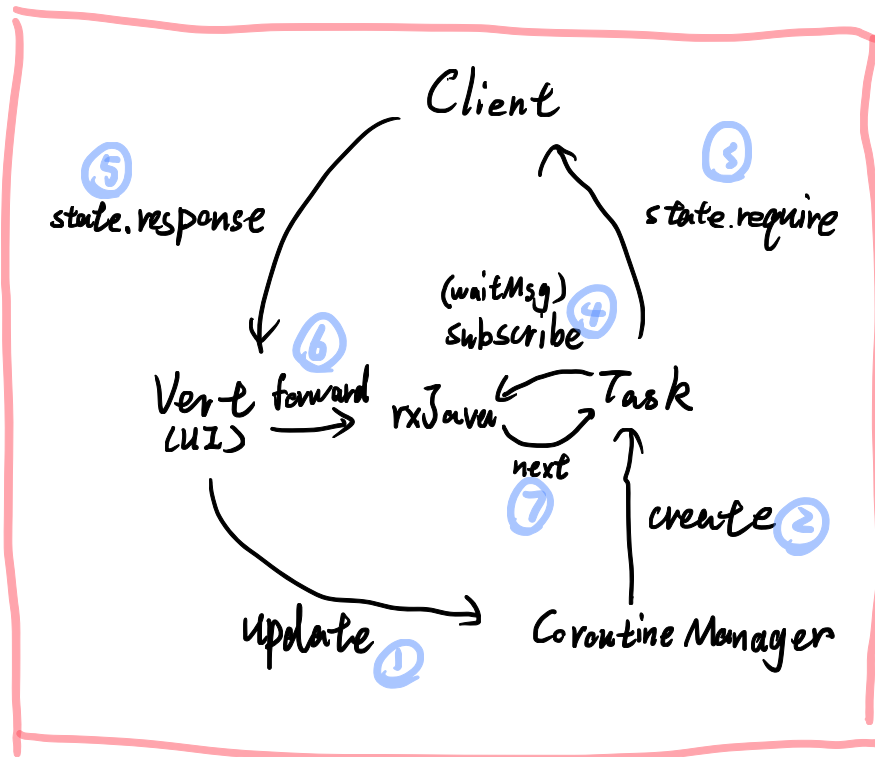 Client
5
state.response
3
state.require
(waitMsg)
4
subscribe
6
Vert
(UI)
forward
rxJava
Task
next
7
create
2
update
1
Coroutine Manager